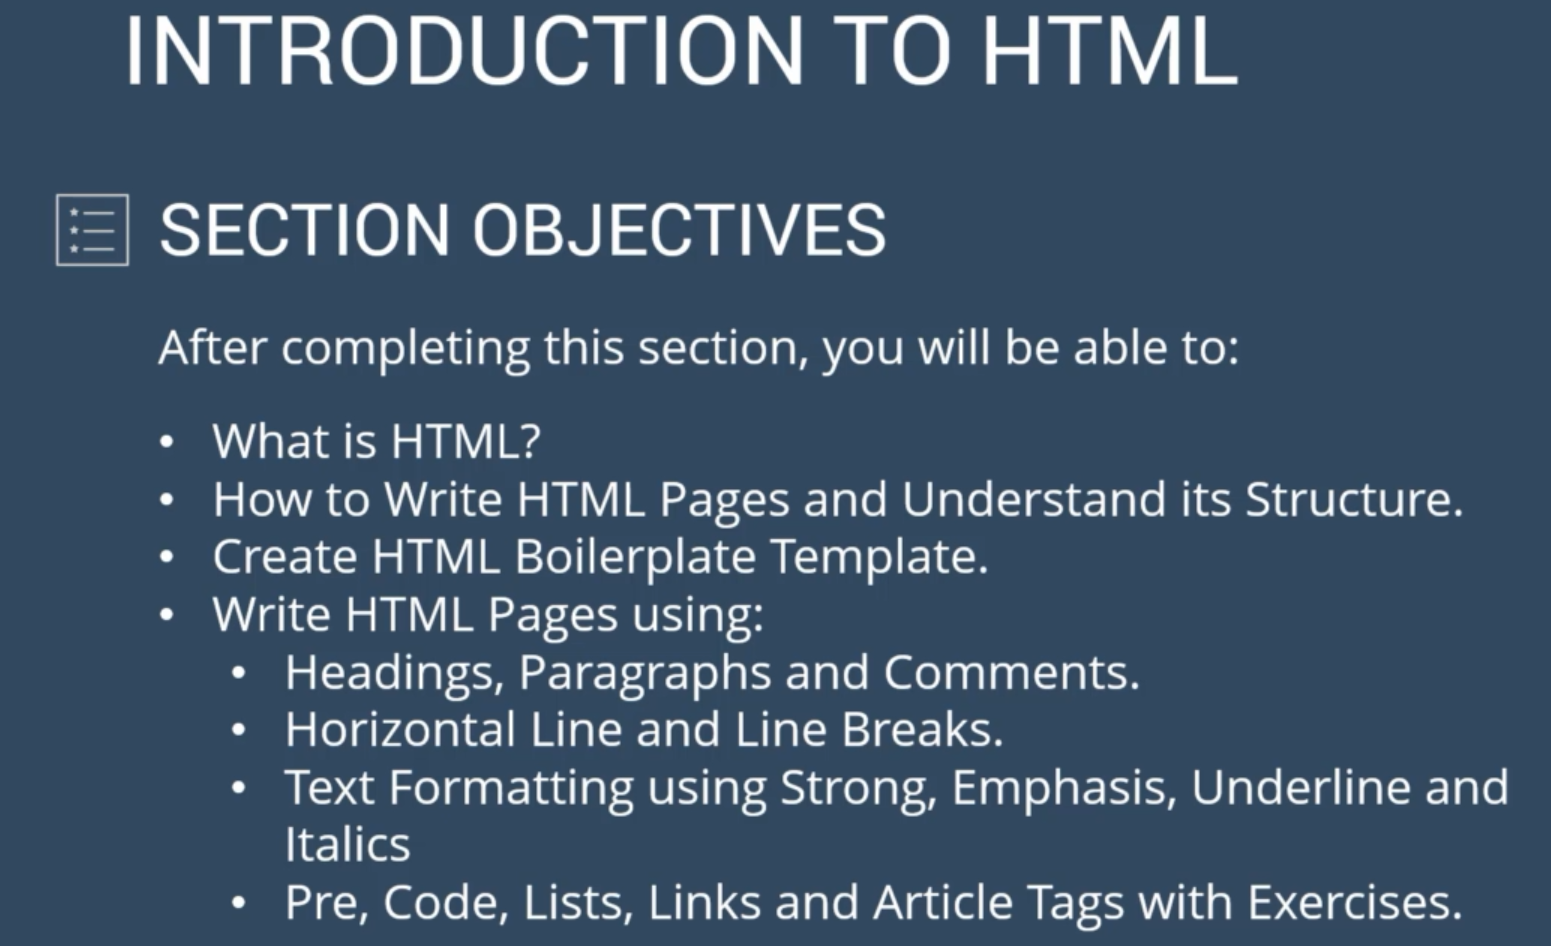 INTRODUCTION TO HTML
SECTION OBJECTIVES
After completing this section, you will be able to:
• What is HTML?
• How to Write HTML Pages and Understand its Structure.
• Create HTML Boilerplate Template.
• Write HTML Pages using:
• Headings, Paragraphs and Comments.
• Horizontal Line and Line Breaks.
• Text Formatting using Strong, Emphasis, Underline and
Italics
• Pre, Code, Lists, Links and Article Tags with Exercises.